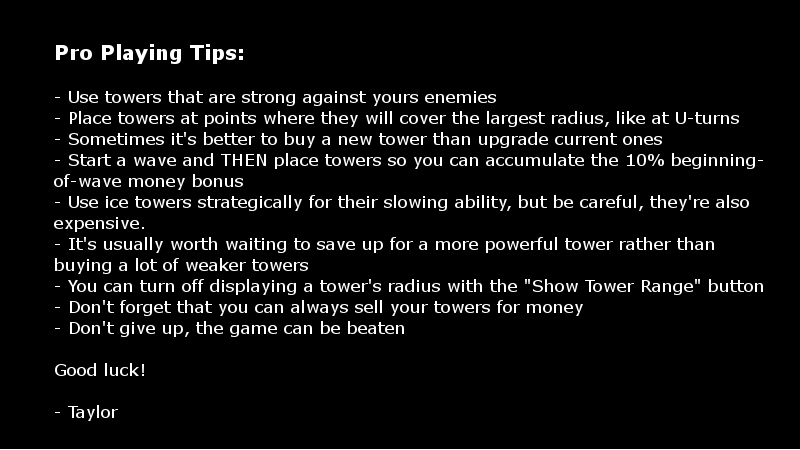 Pro Playing Tips:
- Use towers that are strong against yours enemies
- Place towers at points where they will cover the largest radius, like at U-turns
- Sometimes it's better to buy a new tower than upgrade current ones
- Start a wave and THEN place towers so you can accumulate the 10% beginning-
of-wave money bonus
- Use ice towers strategically for their slowing ability, but be careful, they're also
expensive.
- It's usually worth waiting to save up for a more powerful tower rather than
buying a lot of weaker towers
- You can turn off displaying a tower's radius with the "Show Tower Range" button
- Don't forget that you can always sell your towers for money
- Don't give up, the game can be beaten
Good luck!
- Taylor